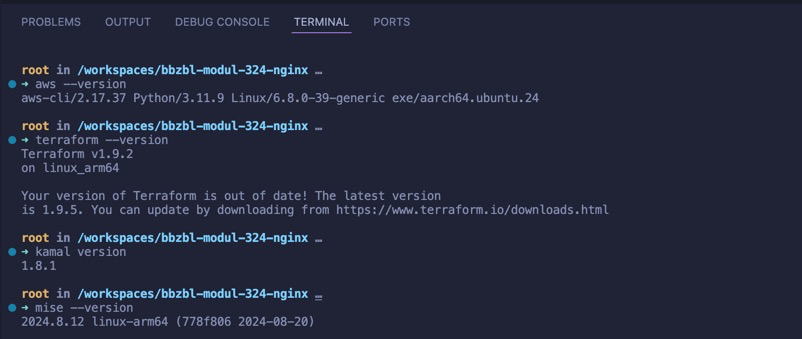 PROBLEMS OUTPUT DEBUG CONSOLE TERMINAL PORTS
root in /workspaces/bbzbl-modul-324-nginx …
➜ aws --version
aws-cli/2.17.37 Python/3.11.9 Linux/6.8.0-39-generic exe/aarch64.ubuntu.24
root in /workspaces/bbzbl-modul-324-nginx …
➜ terraform --version
Terraform v1.9.2
on linux_arm64
Your version of Terraform is out of date! The latest version
is 1.9.5. You can update by downloading from https://www.terraform.io/downloads.html
root in /workspaces/bbzbl-modul-324-nginx …
➜ kamal version
1.8.1
root in /workspaces/bbzbl-modul-324-nginx …
➜ mise --version
2024.8.12 linux-arm64 (778f806 2024-08-20)